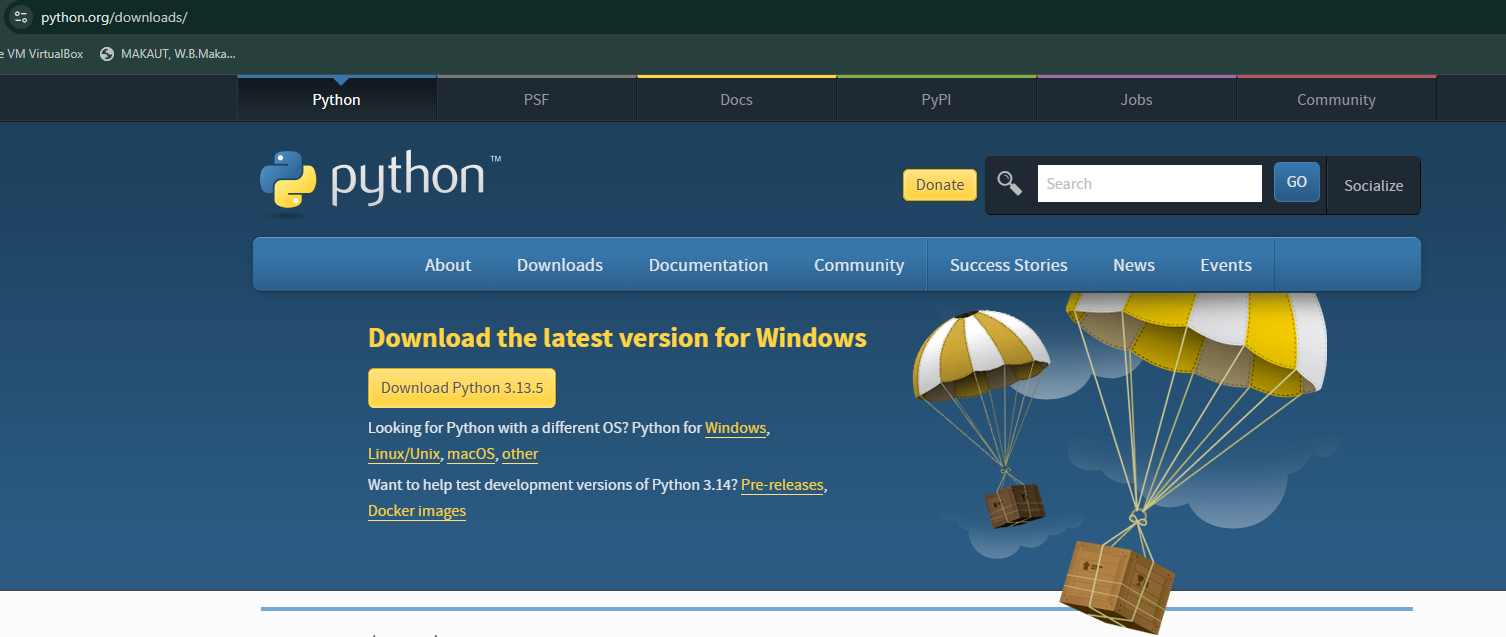 python.org/downloads/
e VM VirtualBox MAKAUT, W.B.Maka...
Python PSF Docs PyPI Jobs Community
python™
Donate Search GO Socialize
About Downloads Documentation Community Success Stories News Events
Download the latest version for Windows
Download Python 3.13.5
Looking for Python with a different OS? Python for Windows,
Linux/Unix, macOS, other
Want to help test development versions of Python 3.14? Pre-releases,
Docker images